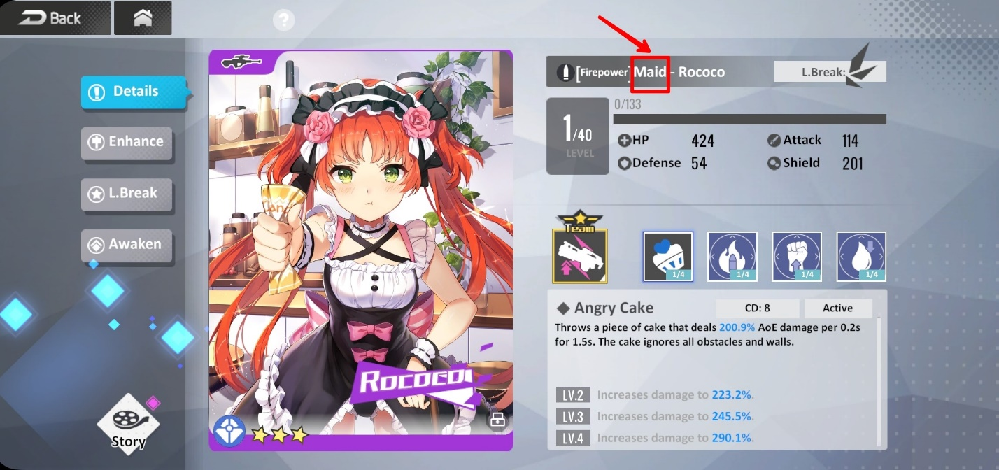 Back
?
Details
Enhance
L.Break
Awaken
Story
Can
Rococo
[Firepower] Maid - Rococo
L.Break:
0/133
1/40
LEVEL
HP 424
Attack 114
Defense 54
Shield 201
Team
1/4
1/4
1/4
1/4
Angry Cake
CD: 8
Active
Throws a piece of cake that deals 200.9% AoE damage per 0.2s
for 1.5s. The cake ignores all obstacles and walls.
LV.2 Increases damage to 223.2%.
LV.3 Increases damage to 245.5%.
LV.4 Increases damage to 290.1%.